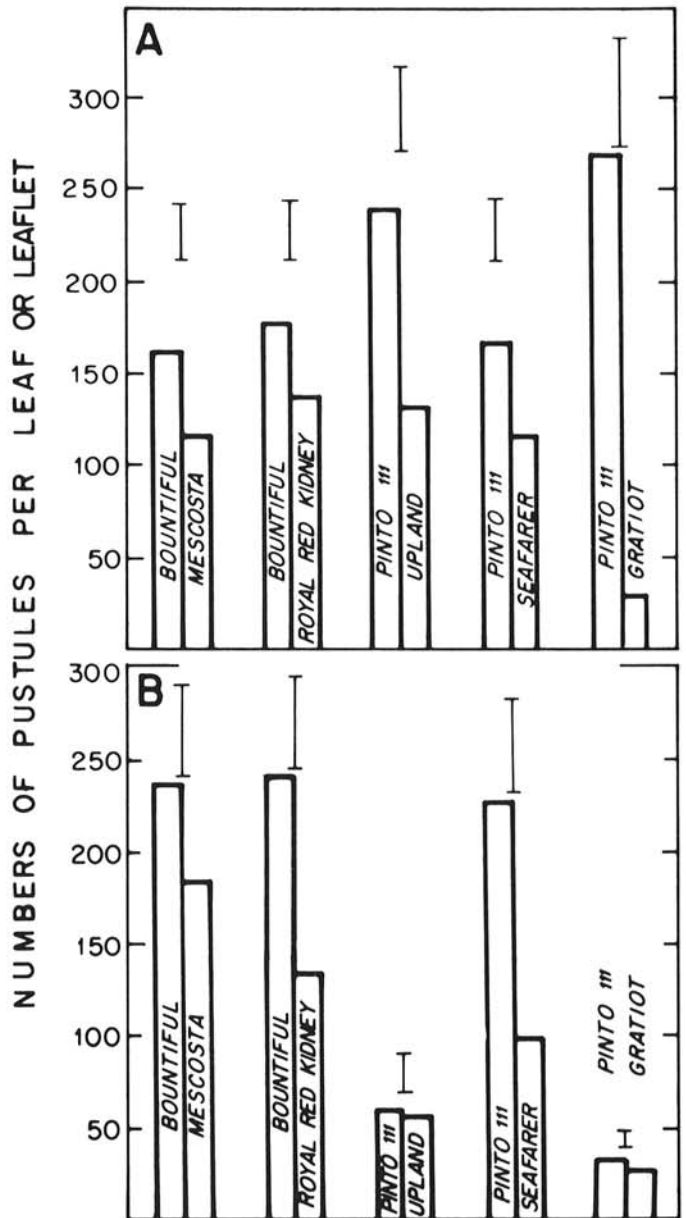 NUMBERS OF PUSTULES PER LEAF OR LEAFLET
A
300
250
200
150
100
50
BOUNTIFUL
MESCOSTA
BOUNTIFUL
ROYAL RED KIDNEY
PINTO 111
UPLAND
PINTO 111
SEAFARER
PINTO 111
GRATIOT
B
300
250
200
150
100
50
BOUNTIFUL
MESCOSTA
BOUNTIFUL
ROYAL RED KIDNEY
PINTO 111
UPLAND
PINTO 111
SEAFARER
PINTO 111
GRATIOT